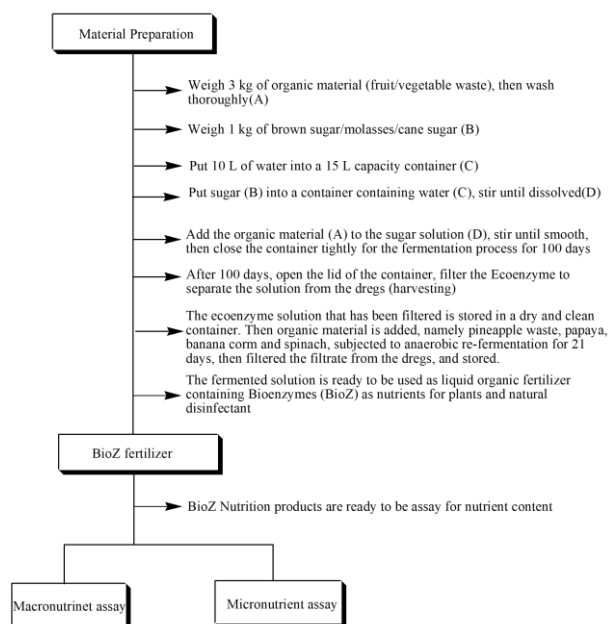 Material Preparation
Weigh 3 kg of organic material (fruit/vegetable waste), then wash
thoroughly(A)
Weigh 1 kg of brown sugar/molasses/cane sugar (B)
Put 10 L of water into a 15 L capacity container (C)
Put sugar (B) into a container containing water (C), stir until dissolved(D)
Add the organic material (A) to the sugar solution (D), stir until smooth,
then close the container tightly for the fermentation process for 100 days
After 100 days, open the lid of the container, filter the Ecoenzyme to
separate the solution from the dregs (harvesting)
The ecoenzyme solution that has been filtered is stored in a dry and clean
container. Then organic material is added, namely pineapple waste, papaya,
banana corm and spinach, subjected to anaerobic re-fermentation for 21
days, then filtered the filtrate from the dregs, and stored.
The fermented solution is ready to be used as liquid organic fertilizer
containing Bioenzymes (BioZ) as nutrients for plants and natural
disinfectant
BioZ fertilizer
BioZ Nutrition products are ready to be assay for nutrient content
Macronutrinet assay
Micronutrient assay